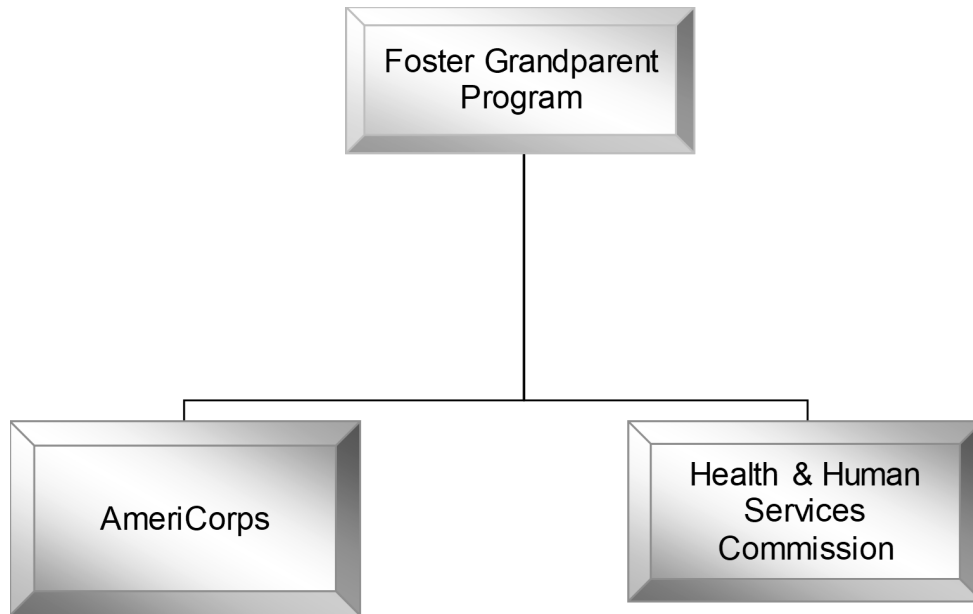 Foster Grandparent
Program
AmeriCorps
Health & Human
Services
Commission